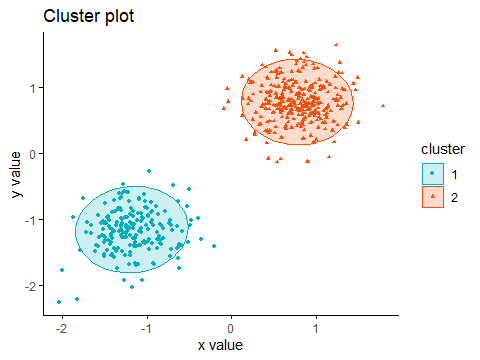 Cluster plot
y value
1
0
-1
-2
-2
-1
0
1
x value
cluster
1
2